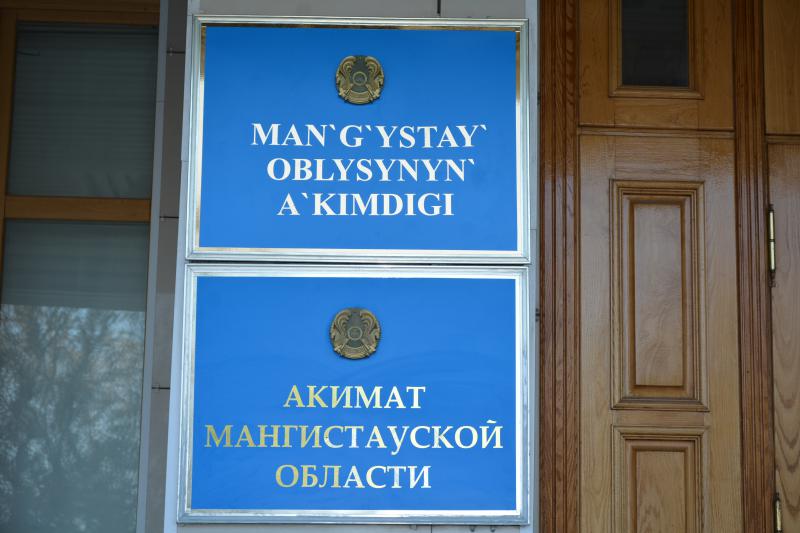 MAN`G`YSTAY`
OBLYSYNYN`
A`KIMDIGI
АКИМАТ
МАНГИСТАУСКОЙ
ОБЛАСТИ